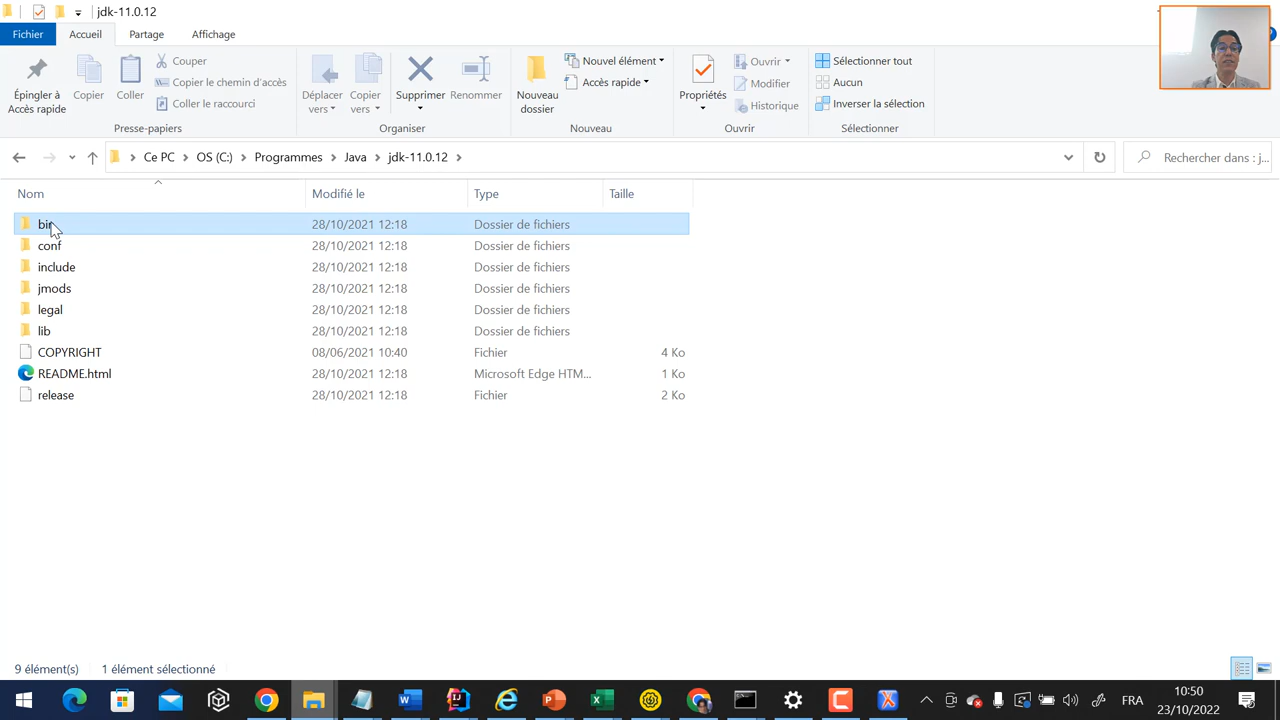 jdk-11.0.12
Fichier Accueil Partage Affichage
Épingler à Accès rapide
Copier
Coller
Couper
Copier le chemin d'accès
Coller le raccourci
Presse-papiers
Déplacer vers
Copier vers
Supprimer
Renommer
Organiser
Nouveau dossier
Nouvel élément
Accès rapide
Nouveau
Propriétés
Ouvrir
Modifier
Historique
Ouvrir
Sélectionner tout
Aucun
Inverser la sélection
Sélectionner
Ce PC > OS (C:) > Programmes > Java > jdk-11.0.12 >
Rechercher dans : j...
Nom Modifié le Type Taille
bin 28/10/2021 12:18 Dossier de fichiers
conf 28/10/2021 12:18 Dossier de fichiers
include 28/10/2021 12:18 Dossier de fichiers
jmods 28/10/2021 12:18 Dossier de fichiers
legal 28/10/2021 12:18 Dossier de fichiers
lib 28/10/2021 12:18 Dossier de fichiers
COPYRIGHT 08/06/2021 10:40 Fichier 4 Ko
README.html 28/10/2021 12:18 Microsoft Edge HTM... 1 Ko
release 28/10/2021 12:18 Fichier 2 Ko
9 élément(s) 1 élément sélectionné
FRA
10:50
23/10/2022